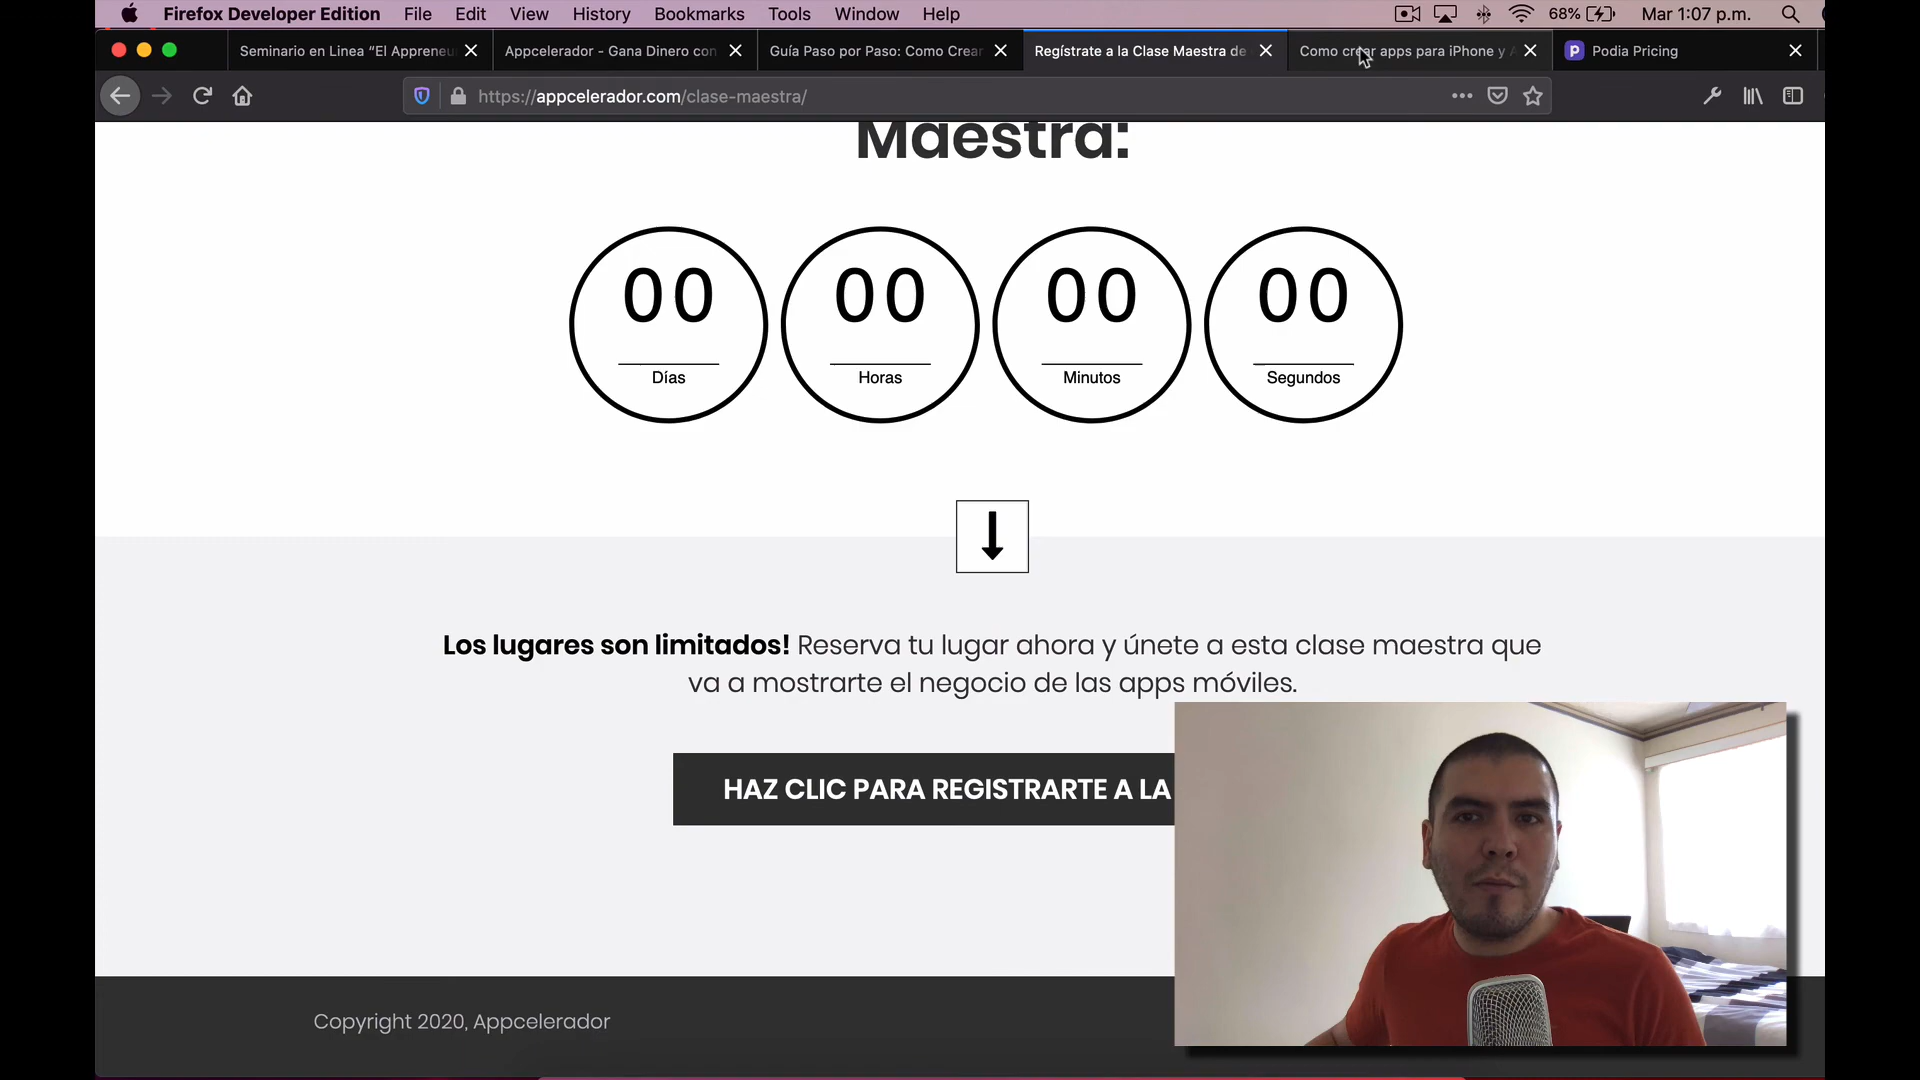 Firefox Developer Edition File Edit View History Bookmarks Tools Window Help 68% Mar 1:07 p.m.
Seminario en Linea “El Appreneu Appcelerador - Gana Dinero con Guía Paso por Paso: Como Crear Regístrate a la Clase Maestra de Como crear apps para iPhone y A Podia Pricing
https://appcelerador.com/clase-maestra/
Maestra:
00 00 00 00
Días Horas Minutos Segundos
Los lugares son limitados! Reserva tu lugar ahora y únete a esta clase maestra que
va a mostrarte el negocio de las apps móviles.
HAZ CLIC PARA REGISTRARTE A LA
Copyright 2020, Appcelerador